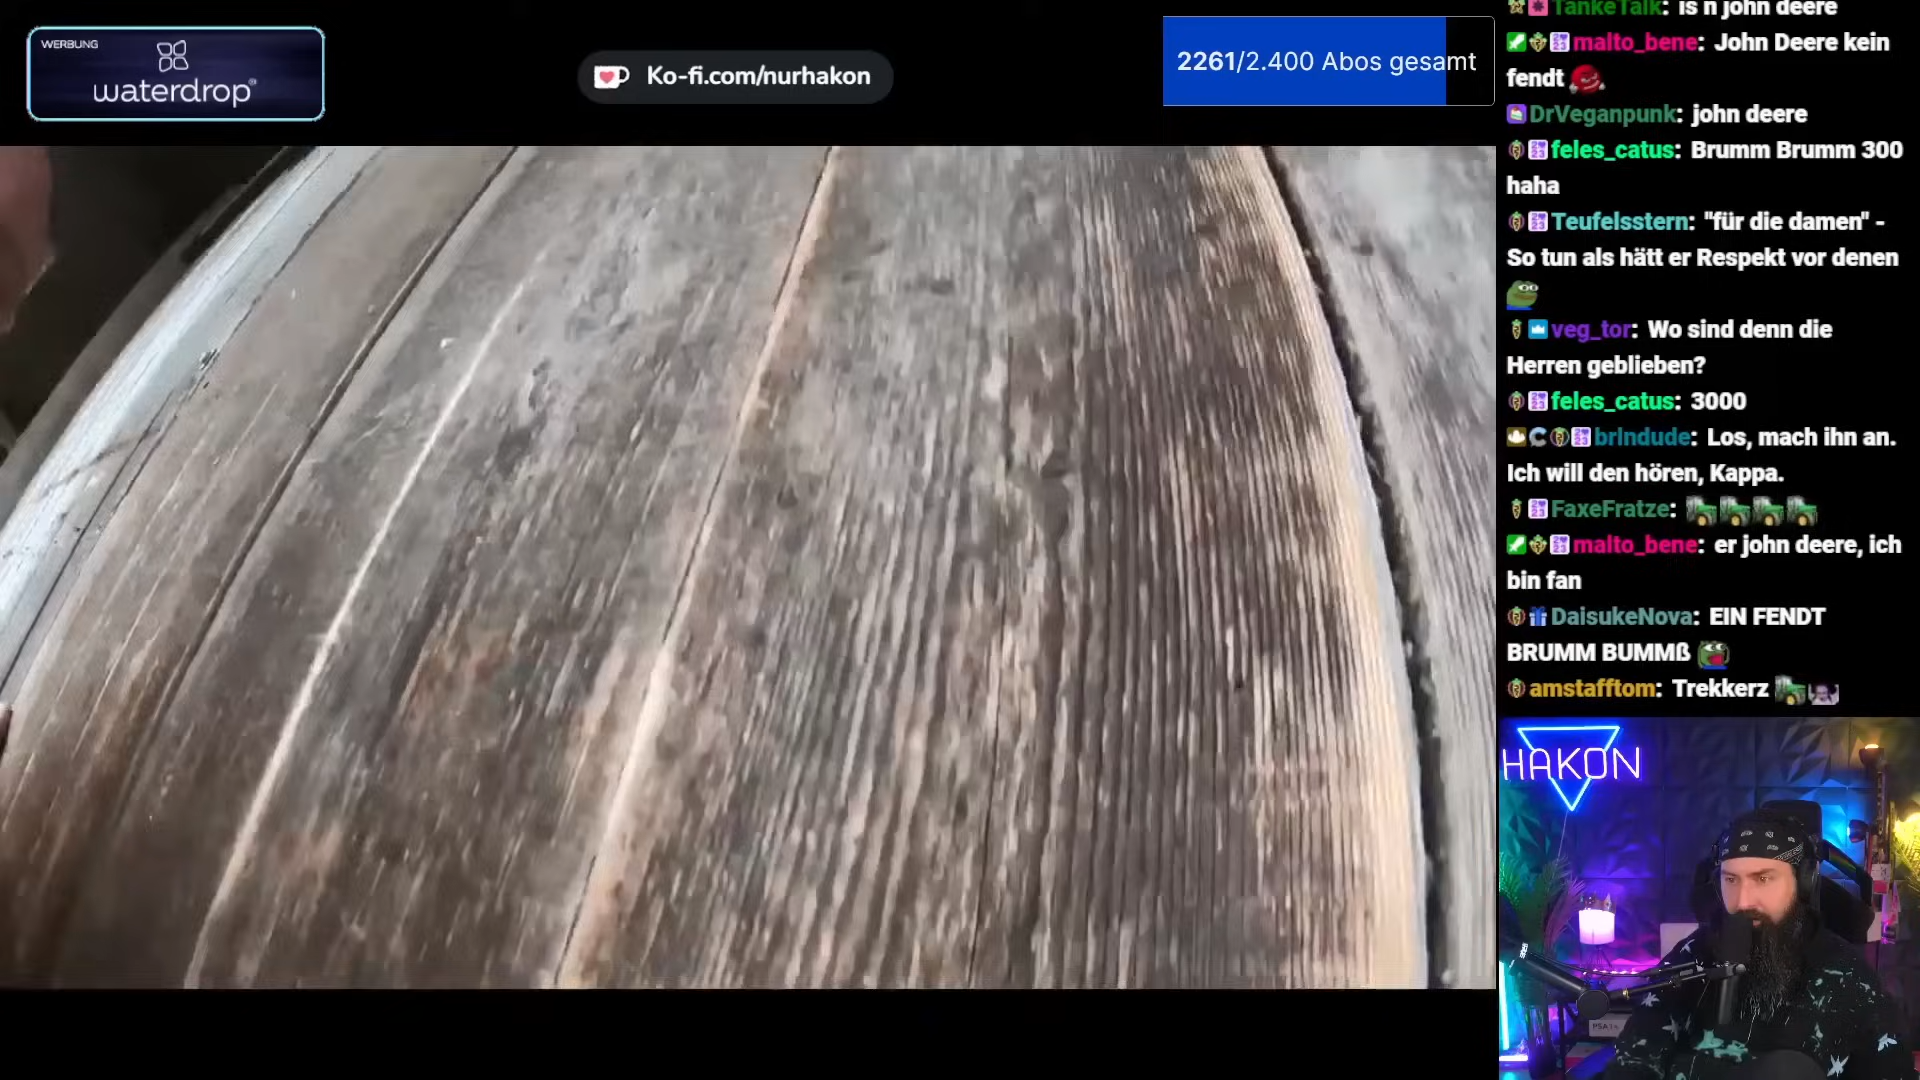 WERBUNG
waterdrop®
Ko-fi.com/nurhakon
2261/2.400 Abos gesamt
TankeTalk: is n john deere
malto_bene: John Deere kein
fendt
DrVeganpunk: john deere
feles_catus: Brumm Brumm 300
haha
Teufelsstern: "für die damen" -
So tun als hätt er Respekt vor denen
veg_tor: Wo sind denn die
Herren geblieben?
feles_catus: 3000
brIndude: Los, mach ihn an.
Ich will den hören, Kappa.
FaxeFratze:
malto_bene: er john deere, ich
bin fan
DaisukeNova: EIN FENDT
BRUMM BUMMß
amstafftom: Trekkerz
HAKON